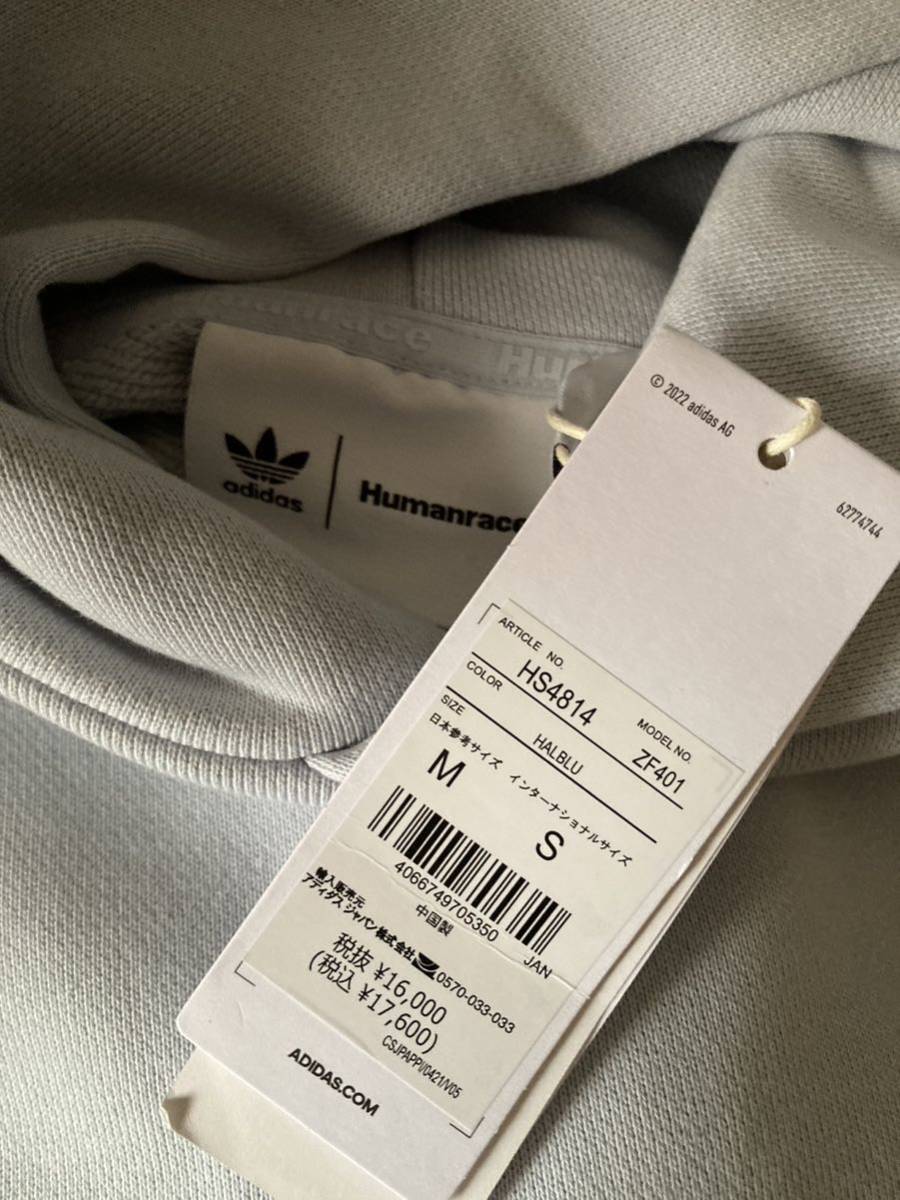 umanrace Hu
adidas
Humanrace
© 2022 adidas AG
62774744
ARTICLE NO.
HS4814
MODEL NO.
ZF401
COLOR
HALBLU
SIZE
日本参考サイズ インターナショナルサイズ
M
S
4066749705350
JAN
中国製
輸入販売元
アディダス ジャパン株式会社
0570-033-033
税抜 ¥16,000
(税込 ¥17,600)
CSJPAPPI/0421/V05
ADIDAS.COM